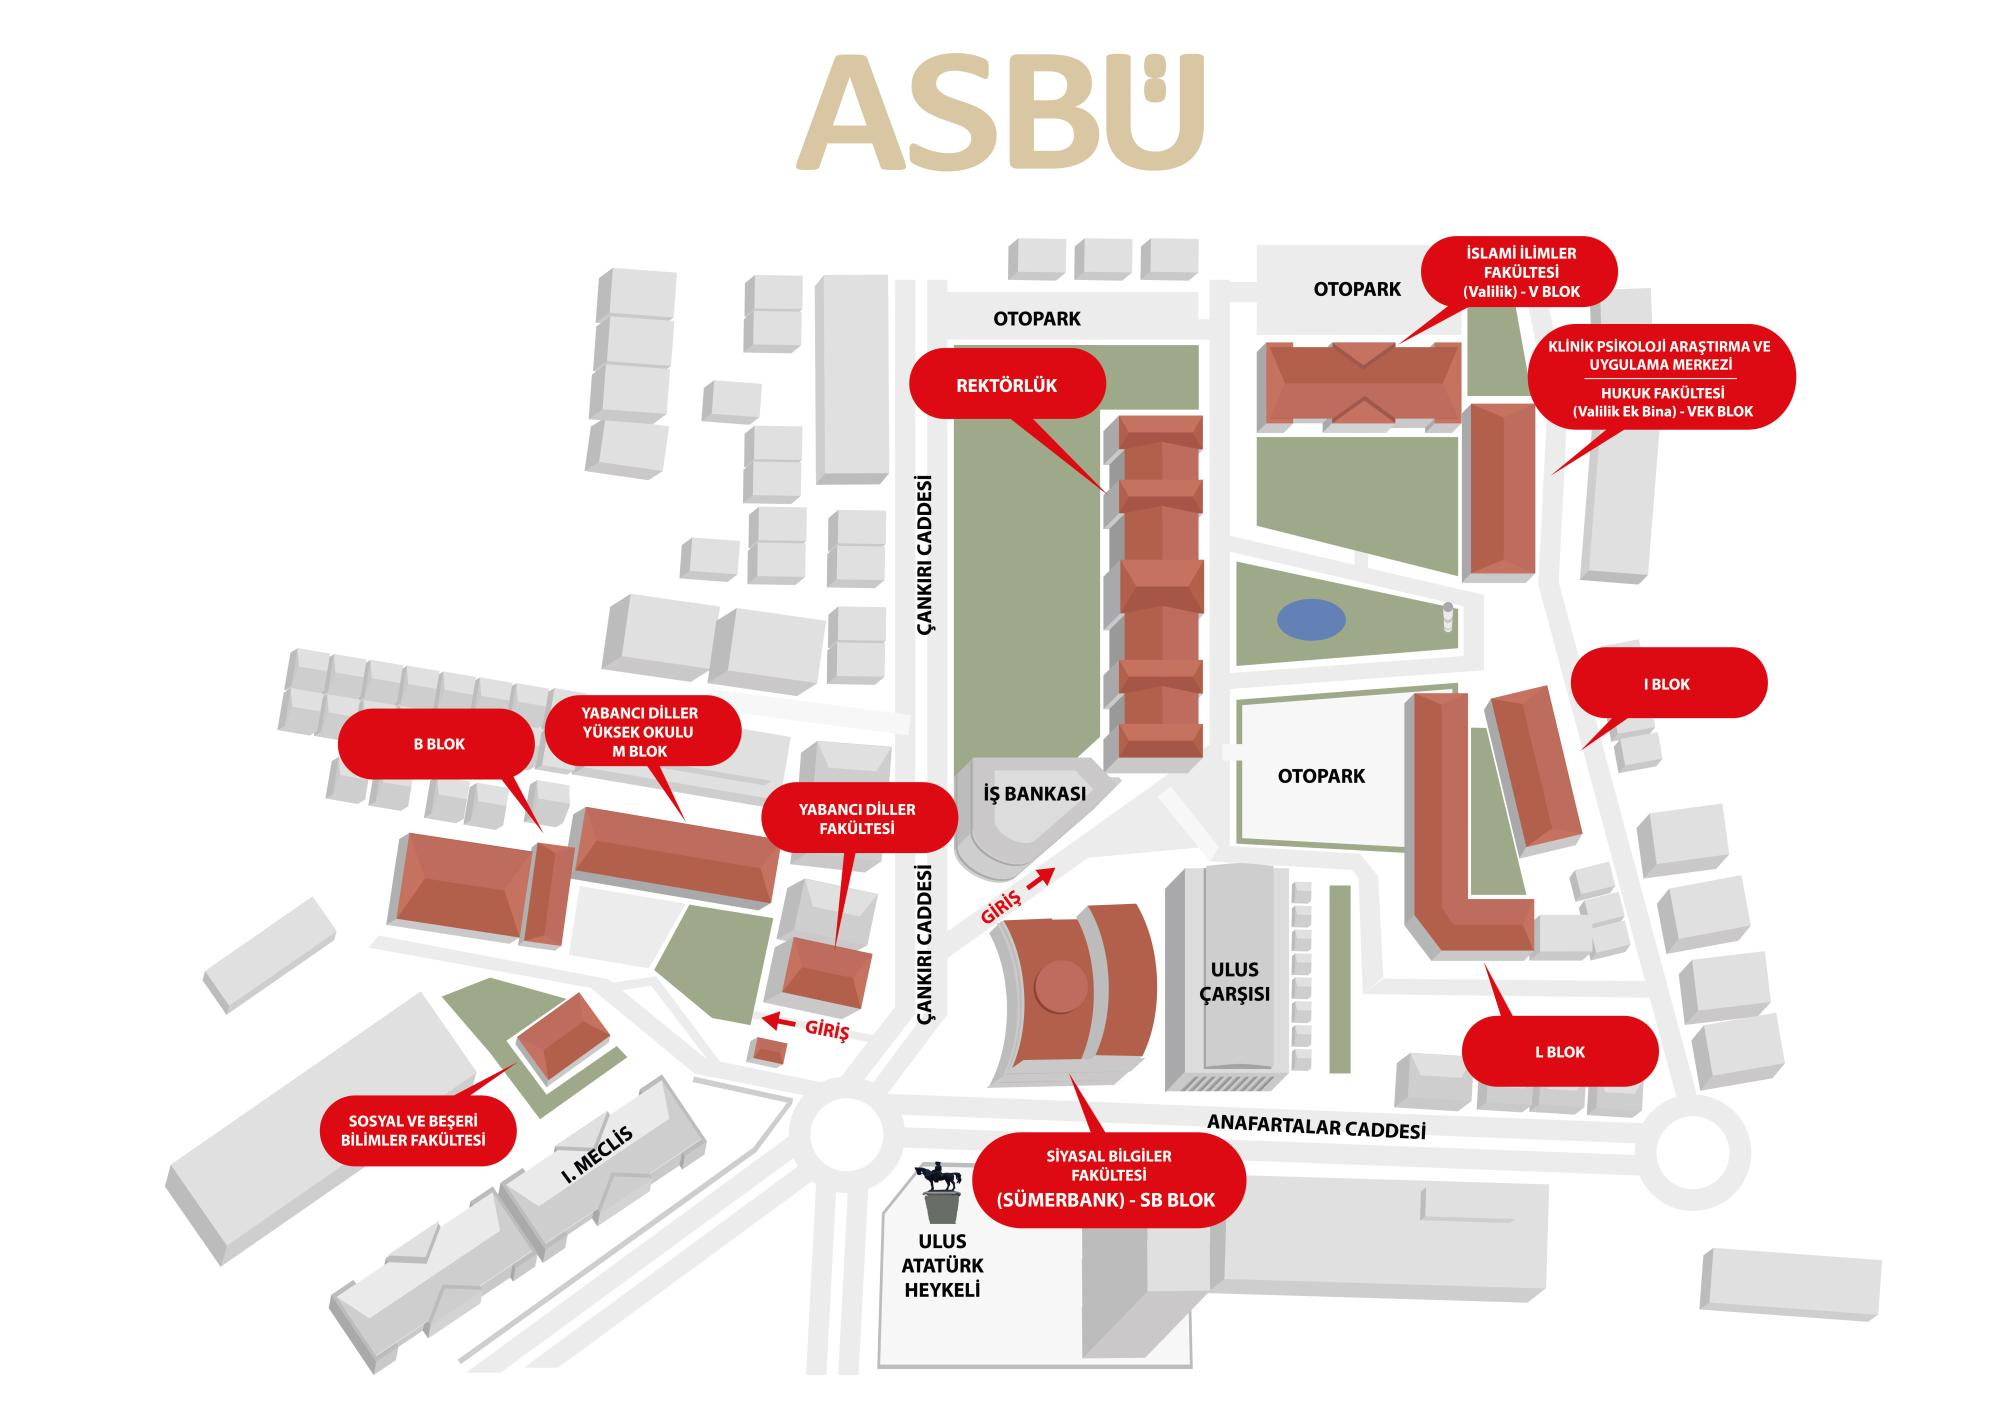 ASBÜ
İSLAMİ İLİMLER
FAKÜLTESİ
(Valilik) - V BLOK
OTOPARK
OTOPARK
KLİNİK PSİKOLOJİ ARAŞTIRMA VE
UYGULAMA MERKEZİ
HUKUK FAKÜLTESİ
(Valilik Ek Bina) - VEK BLOK
REKTÖRLÜK
ÇANKIRI CADDESİ
I BLOK
B BLOK
YABANCI DİLLER
YÜKSEK OKULU
M BLOK
YABANCI DİLLER
FAKÜLTESİ
İŞ BANKASI
OTOPARK
ÇANKIRI CADDESİ
GİRİŞ
ULUS
ÇARŞISI
GİRİŞ
L BLOK
SOSYAL VE BEŞERİ
BİLİMLER FAKÜLTESİ
I. MECLİS
ANAFARTALAR CADDESİ
SİYASAL BİLGİLER
FAKÜLTESİ
(SÜMERBANK) - SB BLOK
ULUS
ATATÜRK
HEYKELİ